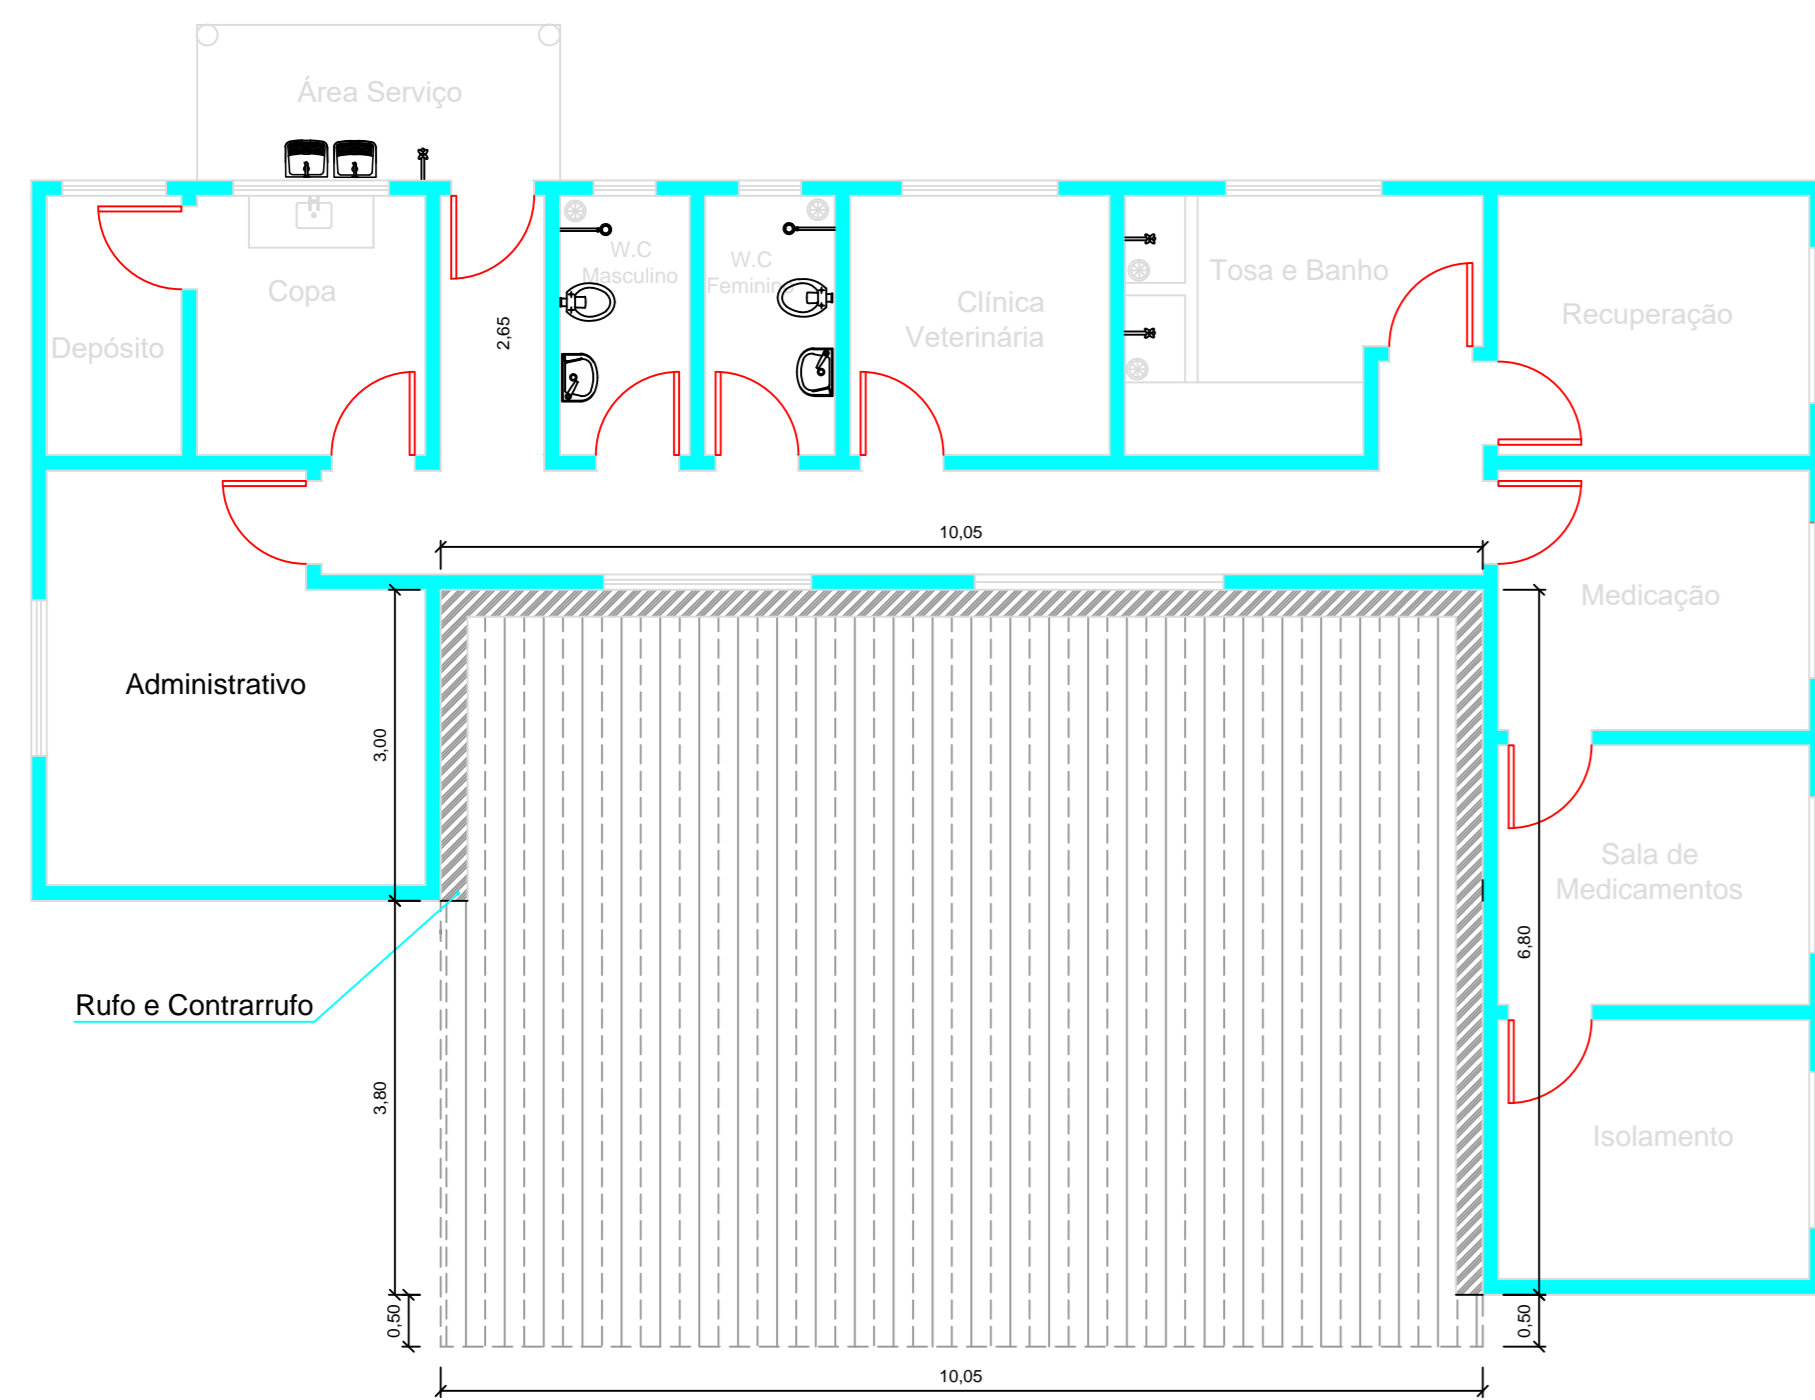 Área Serviço
W.C
Masculino
W.C
Feminino
Tosa e Banho
Copa
Clínica
Veterinária
Recuperação
Depósito
2,65
10,05
Medicação
Administrativo
3,00
Sala de
Medicamentos
6,80
Rufo e Contrarrufo
3,80
Isolamento
0,50
0,50
10,05